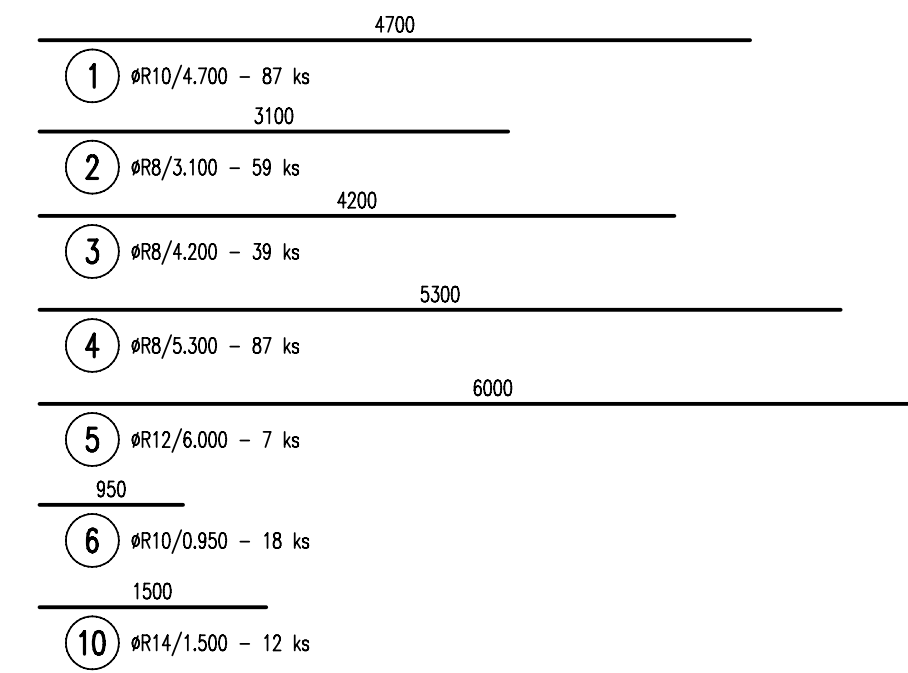 4700
1 øR10/4.700 – 87 ks
3100
2 øR8/3.100 – 59 ks
4200
3 øR8/4.200 – 39 ks
5300
4 øR8/5.300 – 87 ks
6000
5 øR12/6.000 – 7 ks
950
6 øR10/0.950 – 18 ks
1500
10 øR14/1.500 – 12 ks